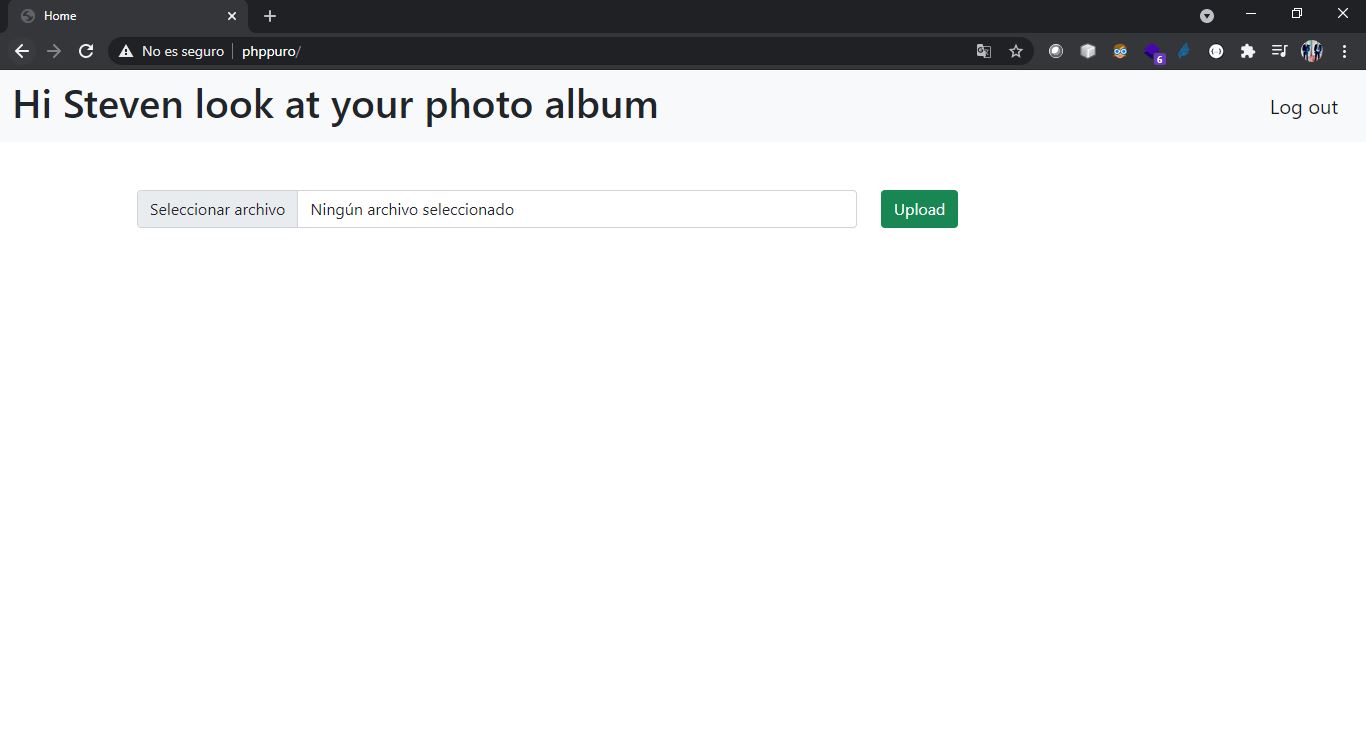 Home
No es seguro phppuro/
6
Hi Steven look at your photo album
Log out
Seleccionar archivo Ningún archivo seleccionado
Upload